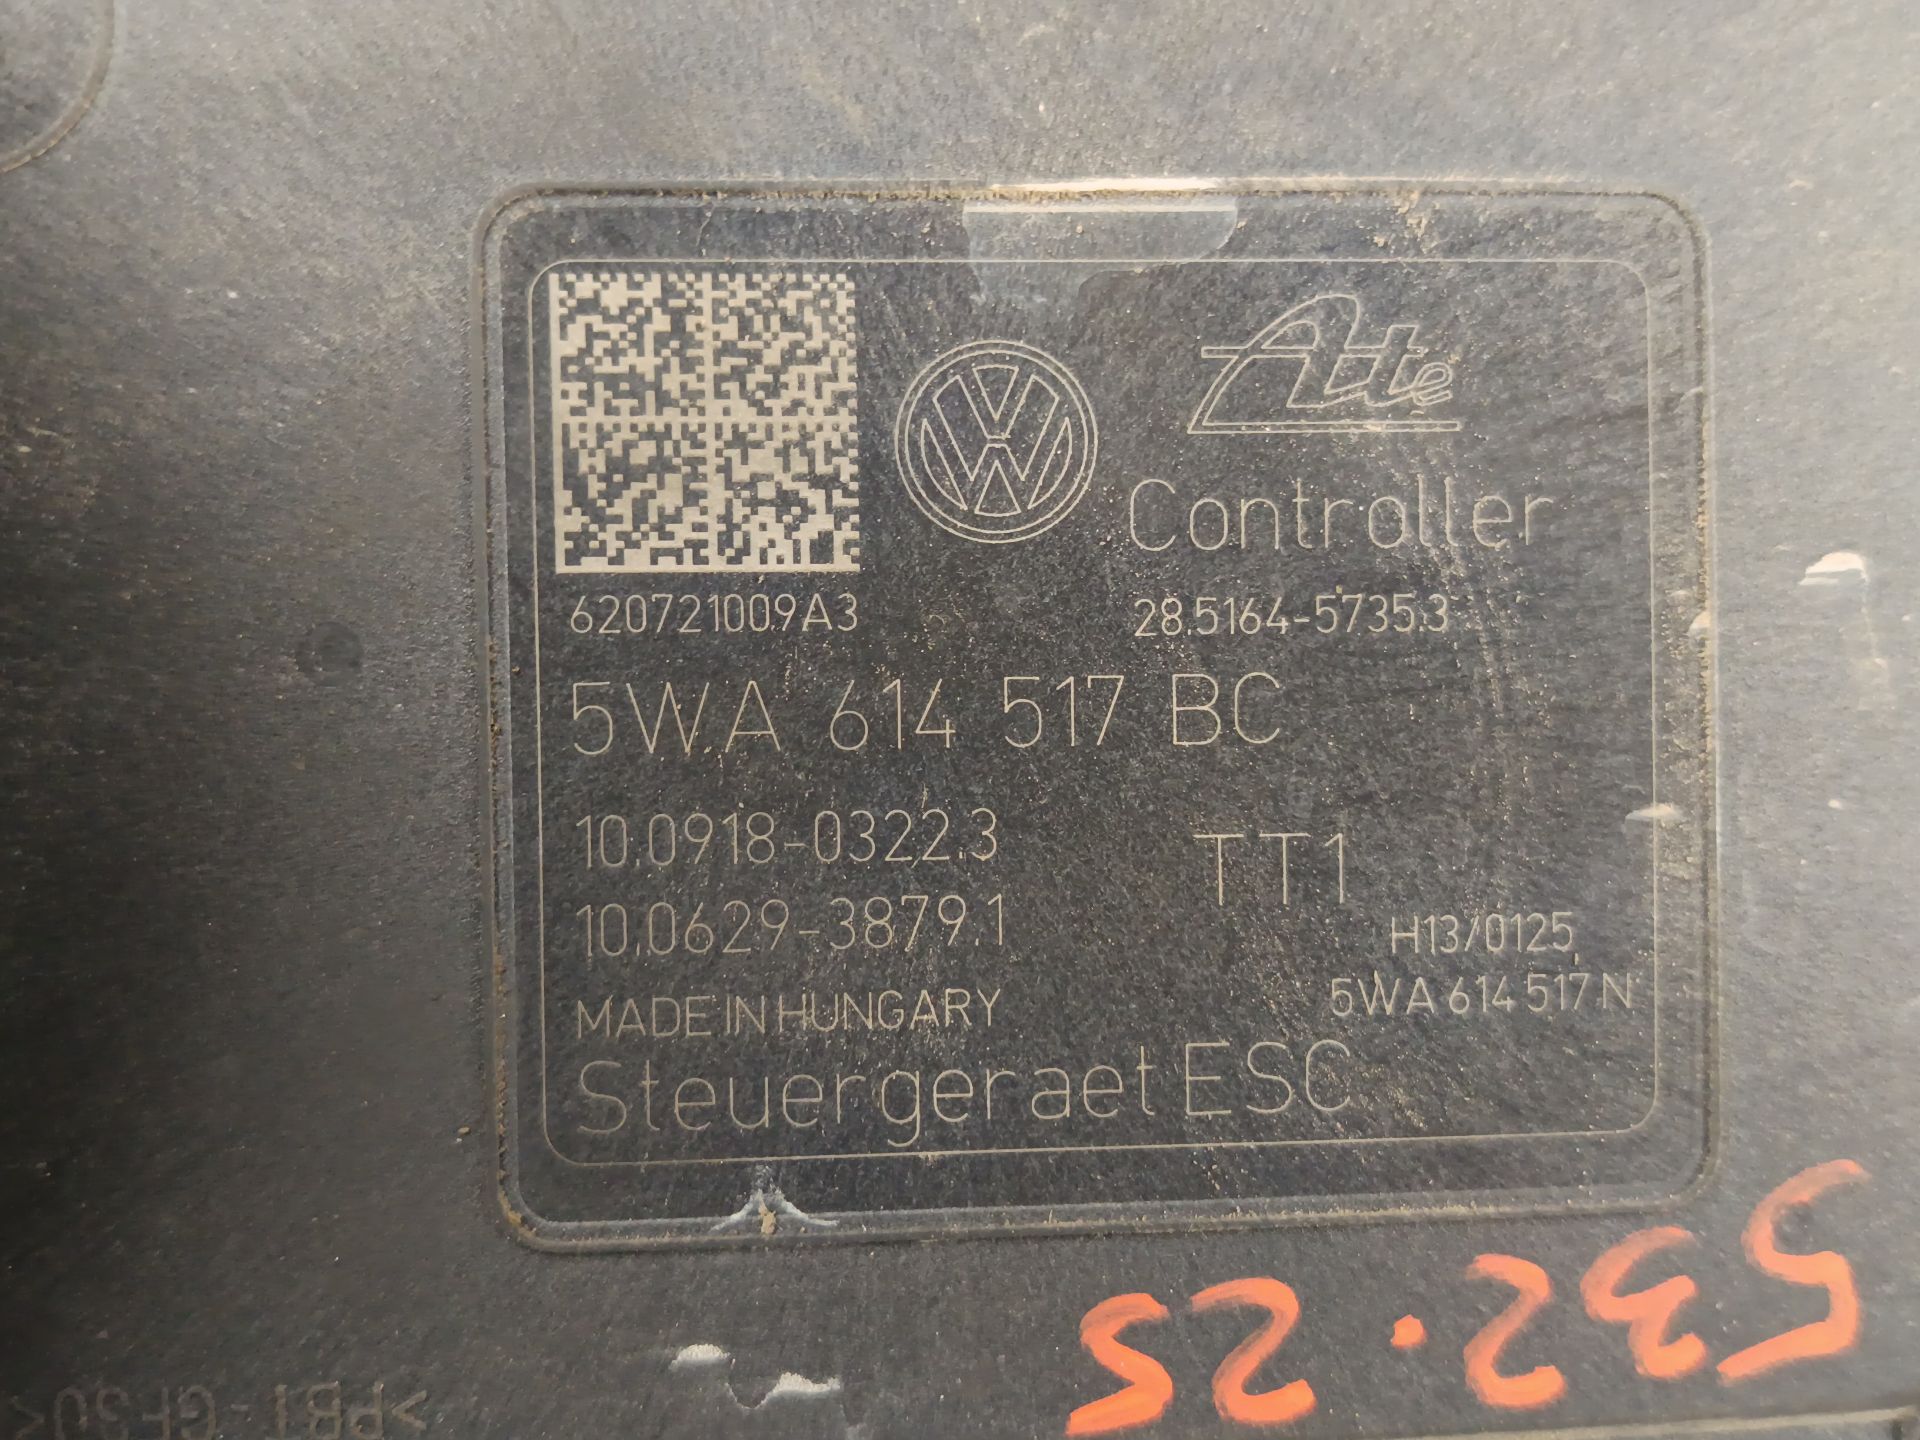 Ate
620721009A3
Controller
28.5164-5735.3
5WA 614 517 BC
10.0918-0322.3
TT1
10.0629-3879.1
H13/0125
MADE IN HUNGARY
5WA 614 517 N
Steuergeraet ESC
532.25
>PBT-GF30<